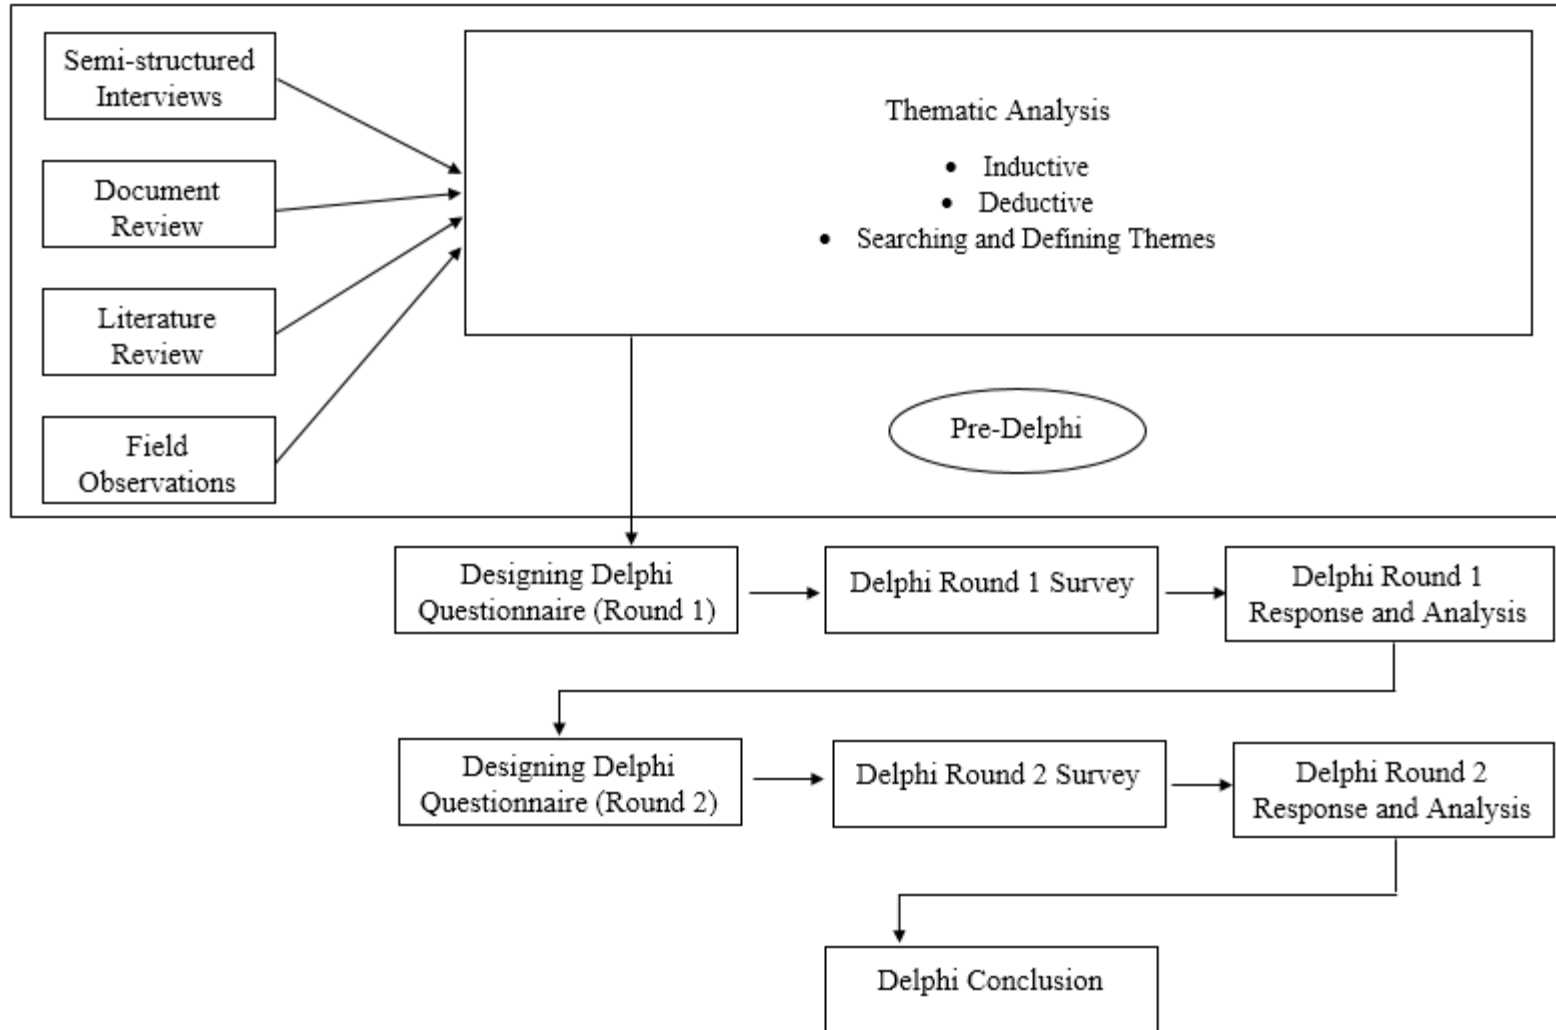 Semi-structured
Interviews
Document
Review
Literature
Review
Field
Observations
Thematic Analysis
• Inductive
• Deductive
• Searching and Defining Themes
Pre-Delphi
Designing Delphi
Questionnaire (Round 1)
Delphi Round 1 Survey
Delphi Round 1
Response and Analysis
Designing Delphi
Questionnaire (Round 2)
Delphi Round 2 Survey
Delphi Round 2
Response and Analysis
Delphi Conclusion